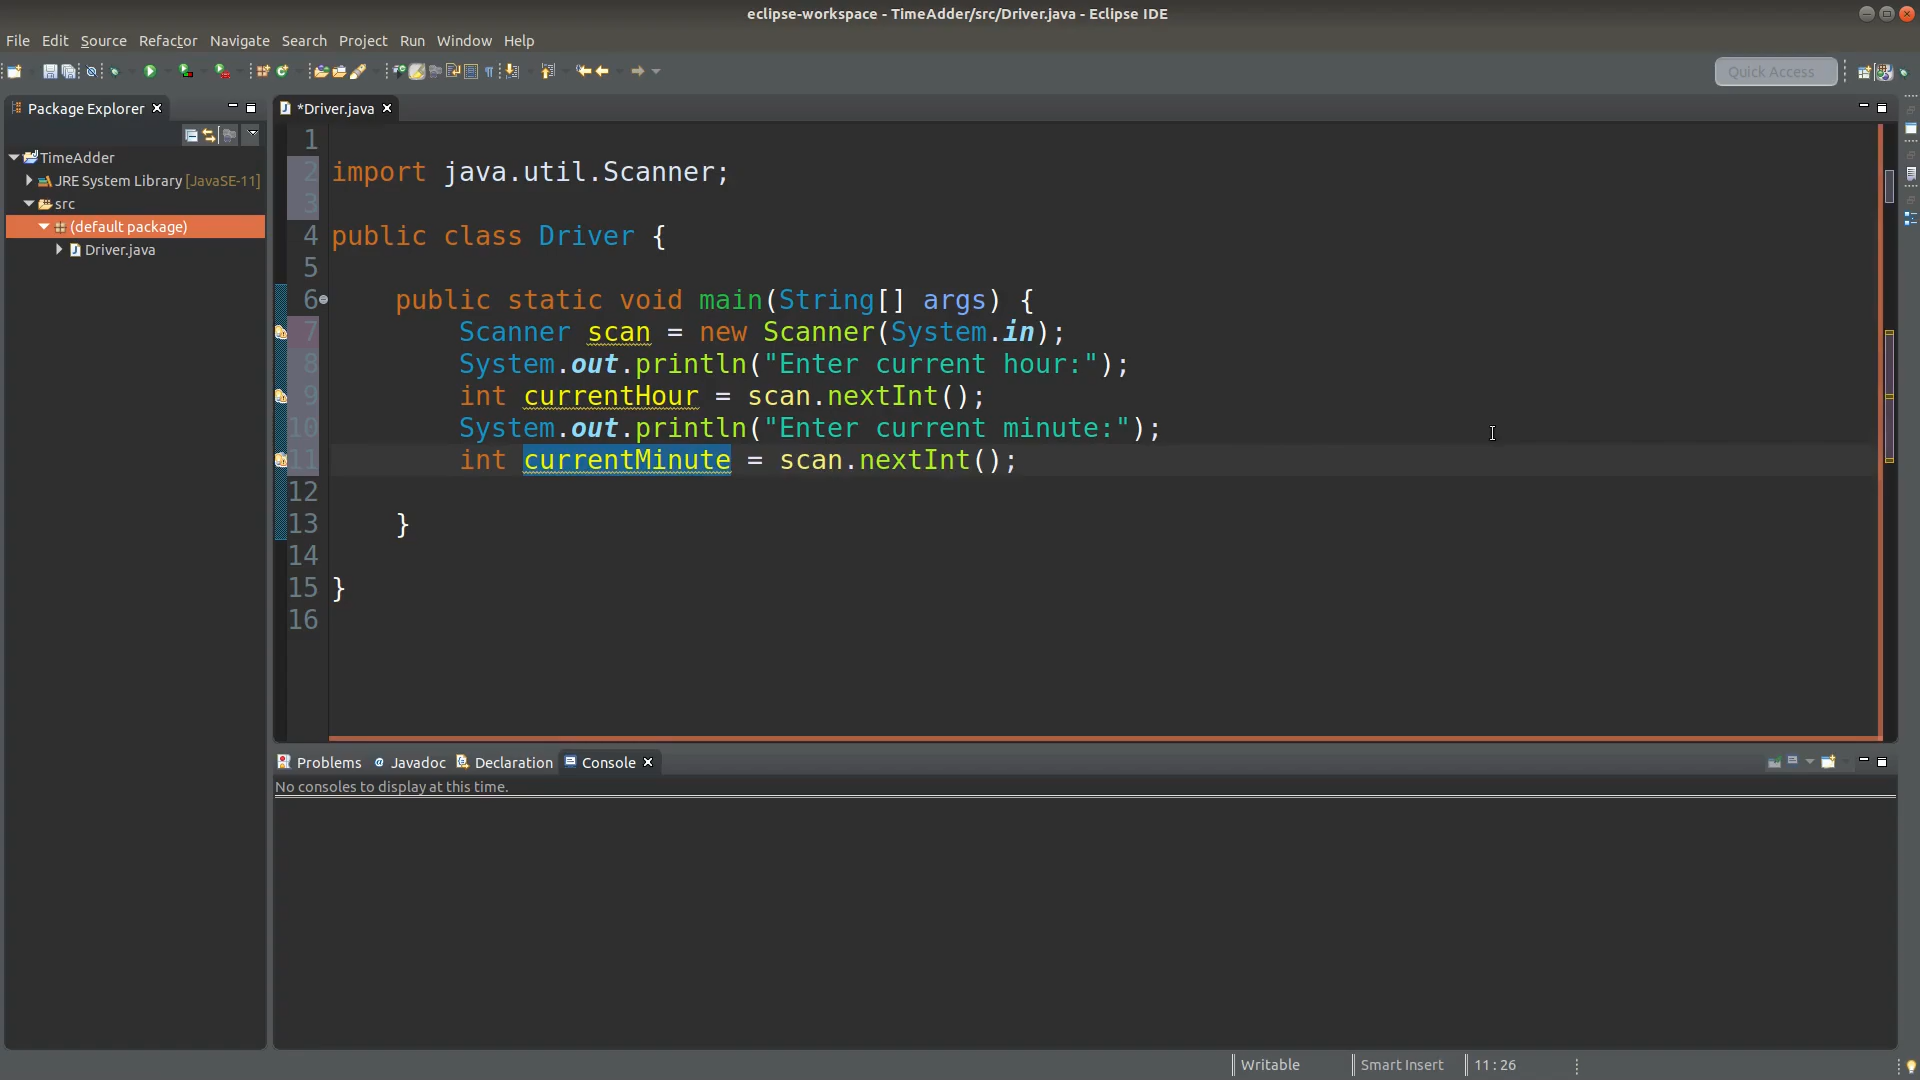 eclipse-workspace - TimeAdder/src/Driver.java - Eclipse IDE
File Edit Source Refactor Navigate Search Project Run Window Help
Quick Access
Package Explorer
*Driver.java
TimeAdder
JRE System Library [JavaSE-11]
src
(default package)
Driver.java
1
2 import java.util.Scanner;
3
4 public class Driver {
5
6 public static void main(String[] args) {
7 Scanner scan = new Scanner(System.in);
8 System.out.println("Enter current hour:");
9 int currentHour = scan.nextInt();
10 System.out.println("Enter current minute:");
11 int currentMinute = scan.nextInt();
12
13 }
14
15 }
16
Problems @ Javadoc Declaration Console
No consoles to display at this time.
Writable Smart Insert 11 : 26